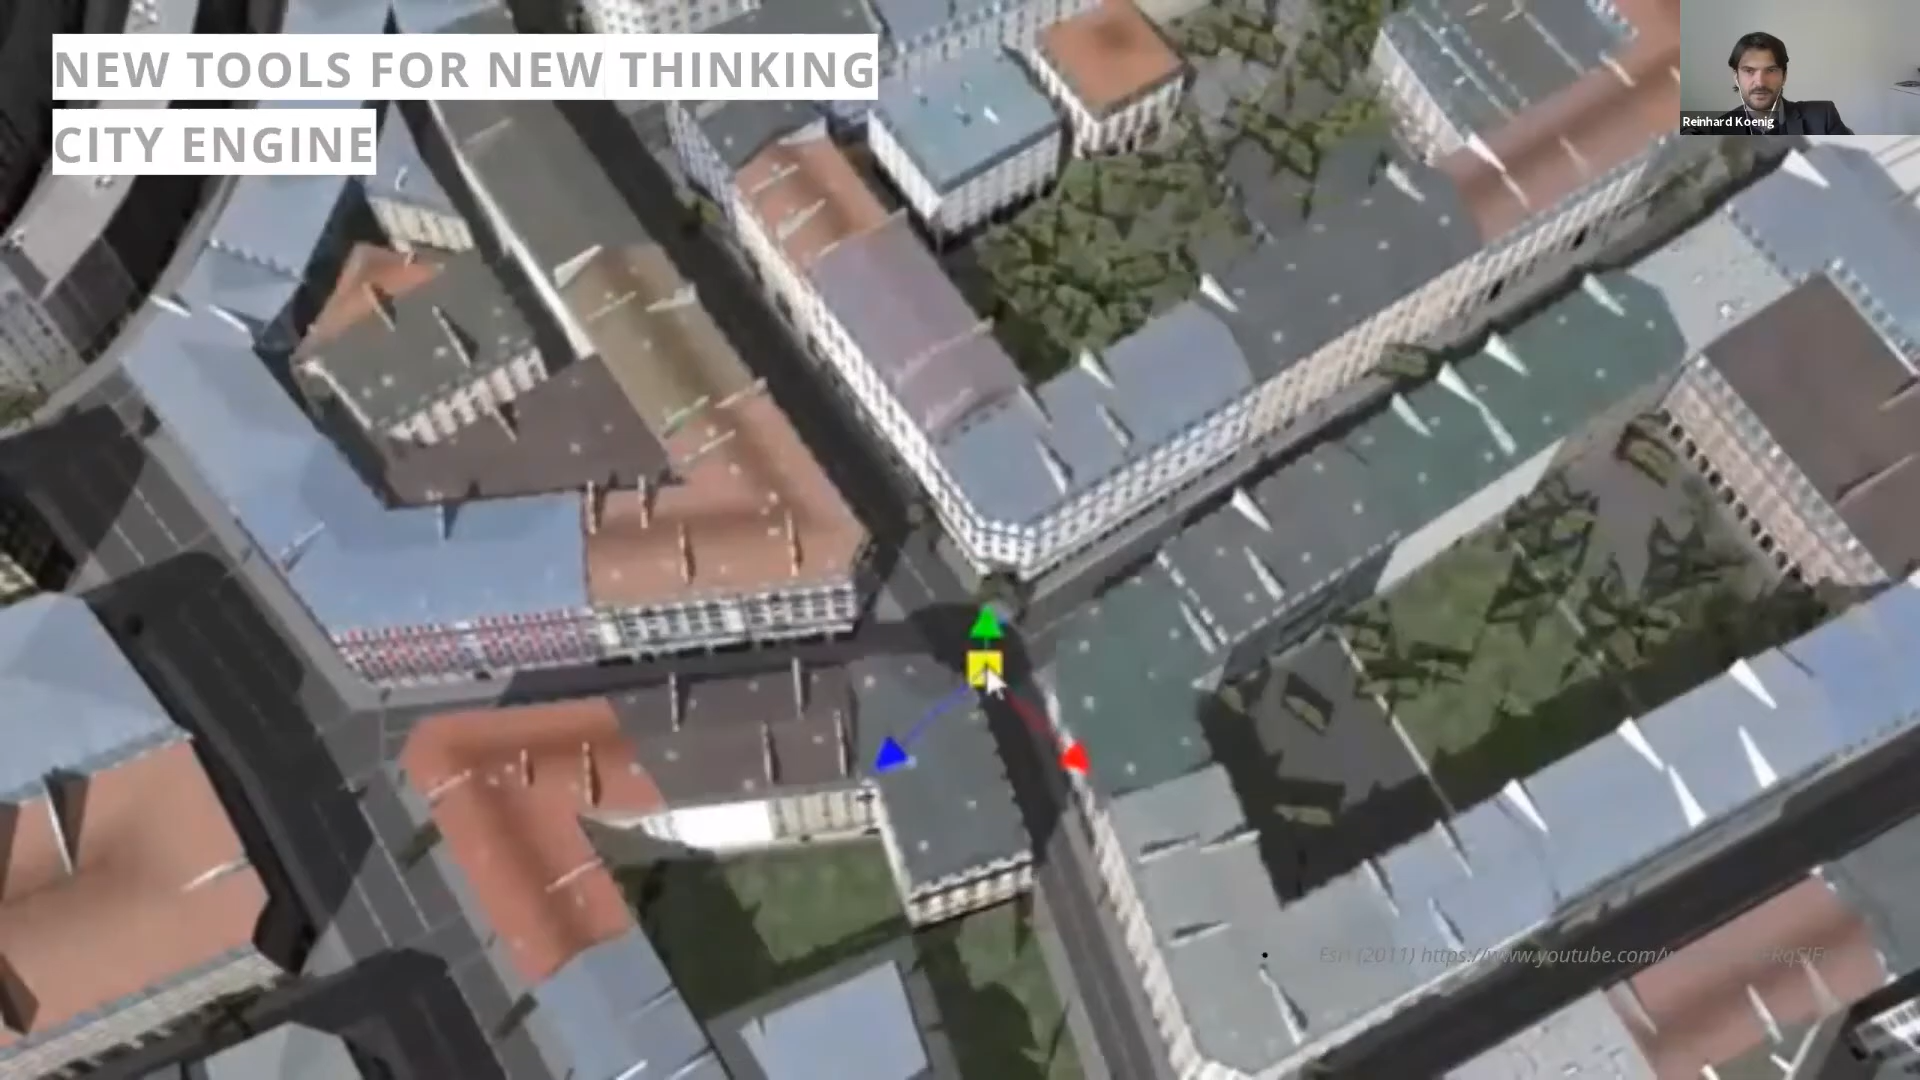 NEW TOOLS FOR NEW THINKING
CITY ENGINE
Reinhard Koenig
Esri (2011) https://www.youtube.com/